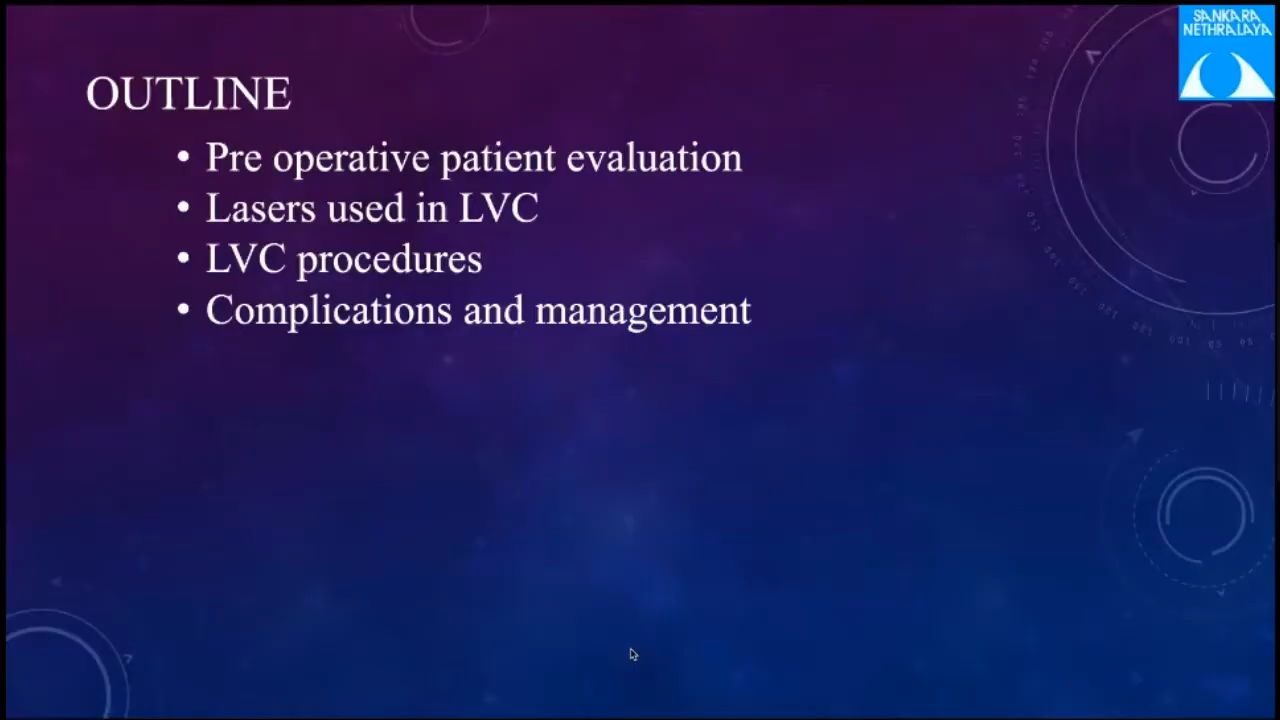 SANKARA
NETHRALAYA
OUTLINE
• Pre operative patient evaluation
• Lasers used in LVC
• LVC procedures
• Complications and management